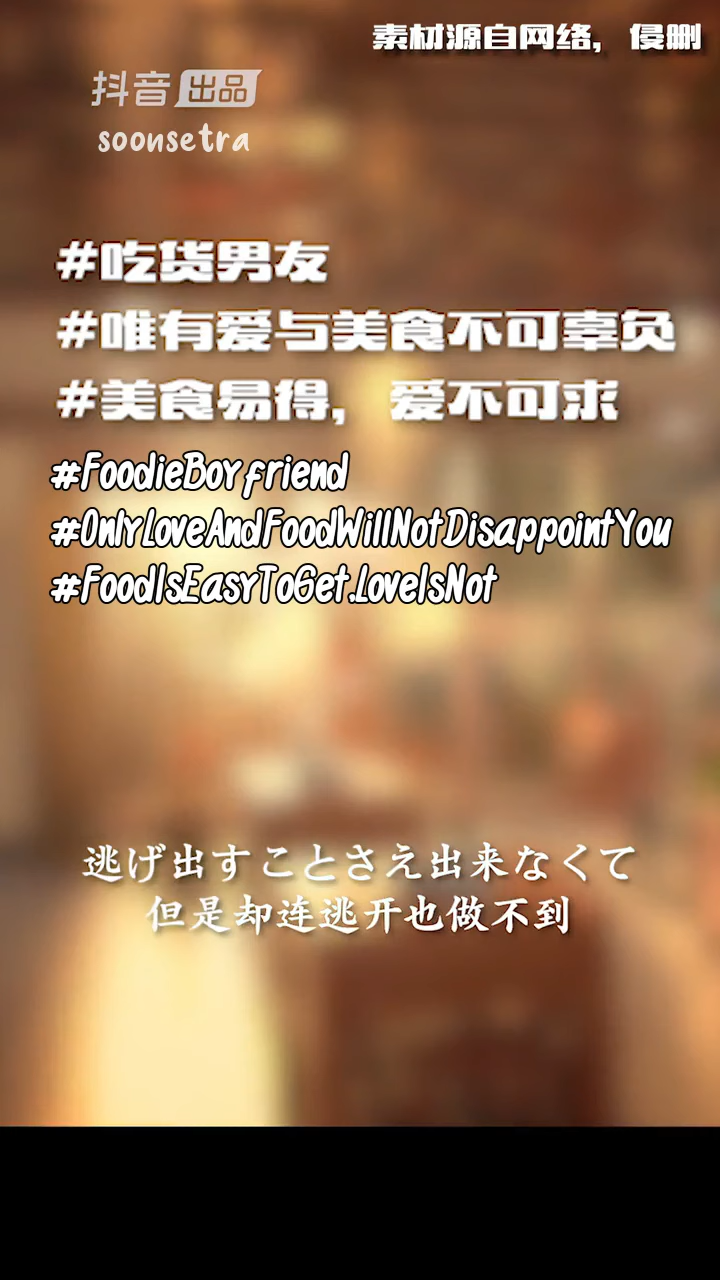 素材源自网络，侵删
抖音 出品
soonsetra
#吃货男友
#唯有爱与美食不可辜负
#美食易得，爱不可求
#FoodieBoyfriend
#OnlyLoveAndFoodWillNotDisappointYou
#FoodIsEasyToGet.LoveIsNot
逃げ出すことさえ出来なくて
但是却连逃开也做不到